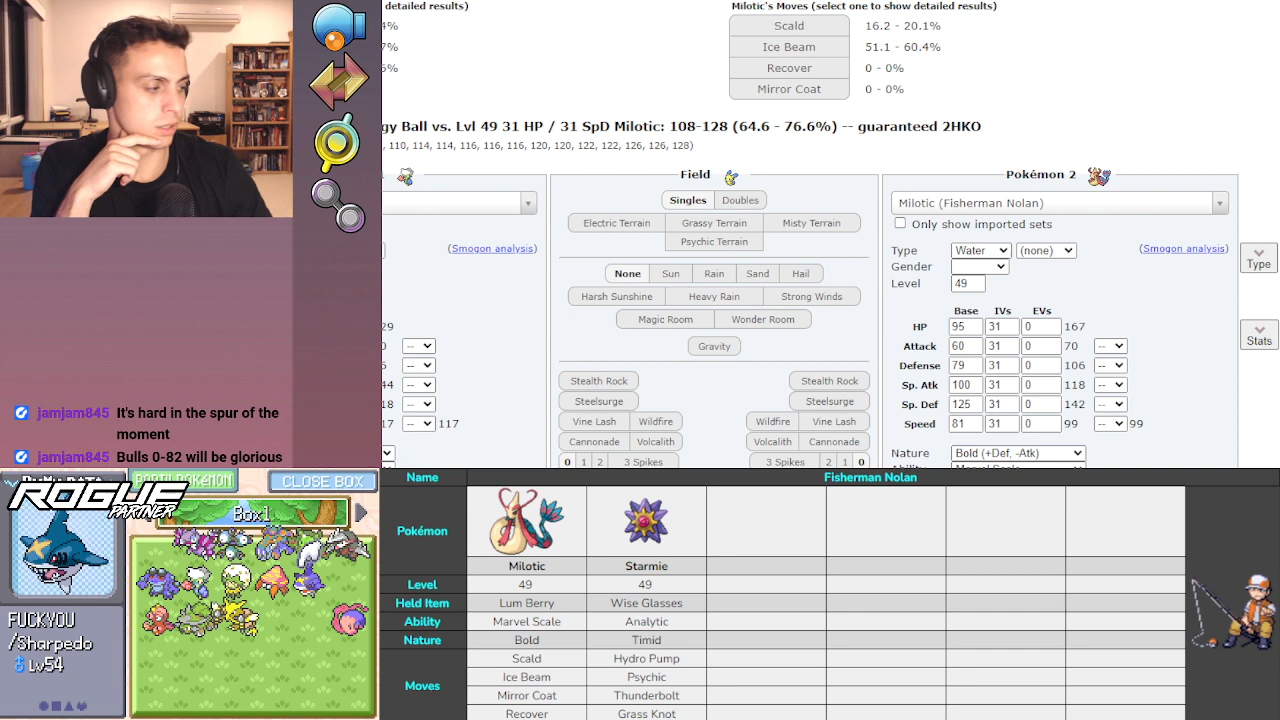 detailed results)
4%
7%
6%
Milotic's Moves (select one to show detailed results)
Scald 16.2 - 20.1%
Ice Beam 51.1 - 60.4%
Recover 0 - 0%
Mirror Coat 0 - 0%
gy Ball vs. Lvl 49 31 HP / 31 SpD Milotic: 108-128 (64.6 - 76.6%) -- guaranteed 2HKO
, 110, 114, 114, 116, 116, 116, 120, 120, 122, 122, 126, 126, 128)
(Smogon analysis)
29
6
44
18
17 -- 117
--
--
--
--
Field
Singles Doubles
Electric Terrain Grassy Terrain Misty Terrain
Psychic Terrain
None Sun Rain Sand Hail
Harsh Sunshine Heavy Rain Strong Winds
Magic Room Wonder Room
Gravity
Stealth Rock Stealth Rock
Steelsurge Steelsurge
Vine Lash Wildfire Wildfire Vine Lash
Cannonade Volcalith Volcalith Cannonade
0 1 2 3 Spikes 3 Spikes 2 1 0
Pokémon 2
Milotic (Fisherman Nolan)
Only show imported sets
Type Water (none) (Smogon analysis)
Gender
Level 49
Base IVs EVs
HP 95 31 0 167
Attack 60 31 0 70 --
Defense 79 31 0 106 --
Sp. Atk 100 31 0 118 --
Sp. Def 125 31 0 142 --
Speed 81 31 0 99 -- 99
Nature Bold (+Def, -Atk)
Type
Stats
jamjam845 It's hard in the spur of the
moment
jamjam845 Bulls 0-82 will be glorious
PARTY POKéMON
CLOSE BOX
ROGUE
PARTNER
Box1
FUCKYOU
/Sharpedo
Lv54
Name Fisherman Nolan
Pokémon Milotic Starmie
Level 49 49
Held Item Lum Berry Wise Glasses
Ability Marvel Scale Analytic
Nature Bold Timid
Moves Scald Hydro Pump
Ice Beam Psychic
Mirror Coat Thunderbolt
Recover Grass Knot